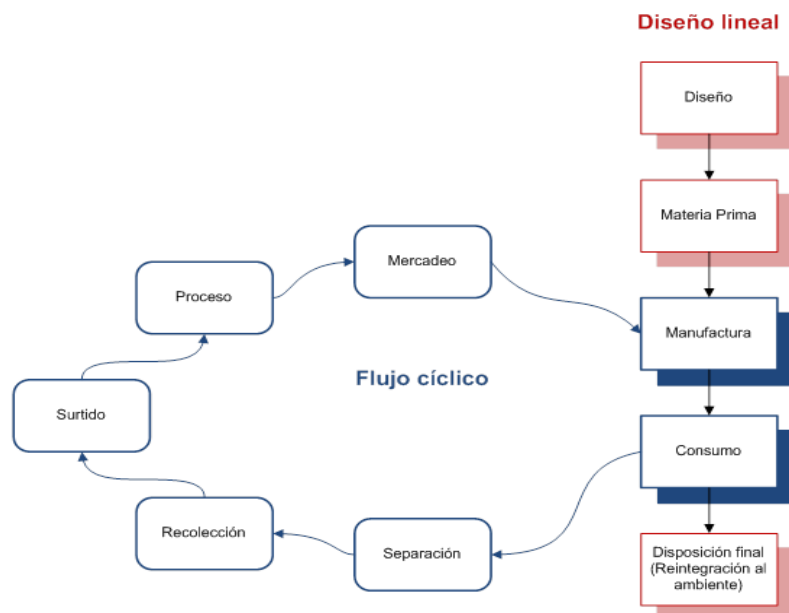 Diseño lineal
Diseño
Materia Prima
Mercadeo
Proceso
Manufactura
Flujo cíclico
Surtido
Consumo
Recolección
Separación
Disposición final
(Reintegración al
ambiente)